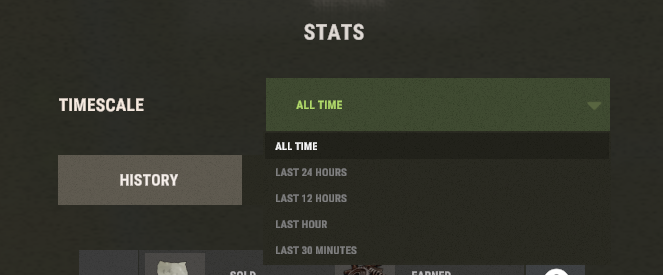 STATS
TIMESCALE
ALL TIME
ALL TIME
LAST 24 HOURS
LAST 12 HOURS
HISTORY
LAST HOUR
LAST 30 MINUTES
SOLD
EARNED